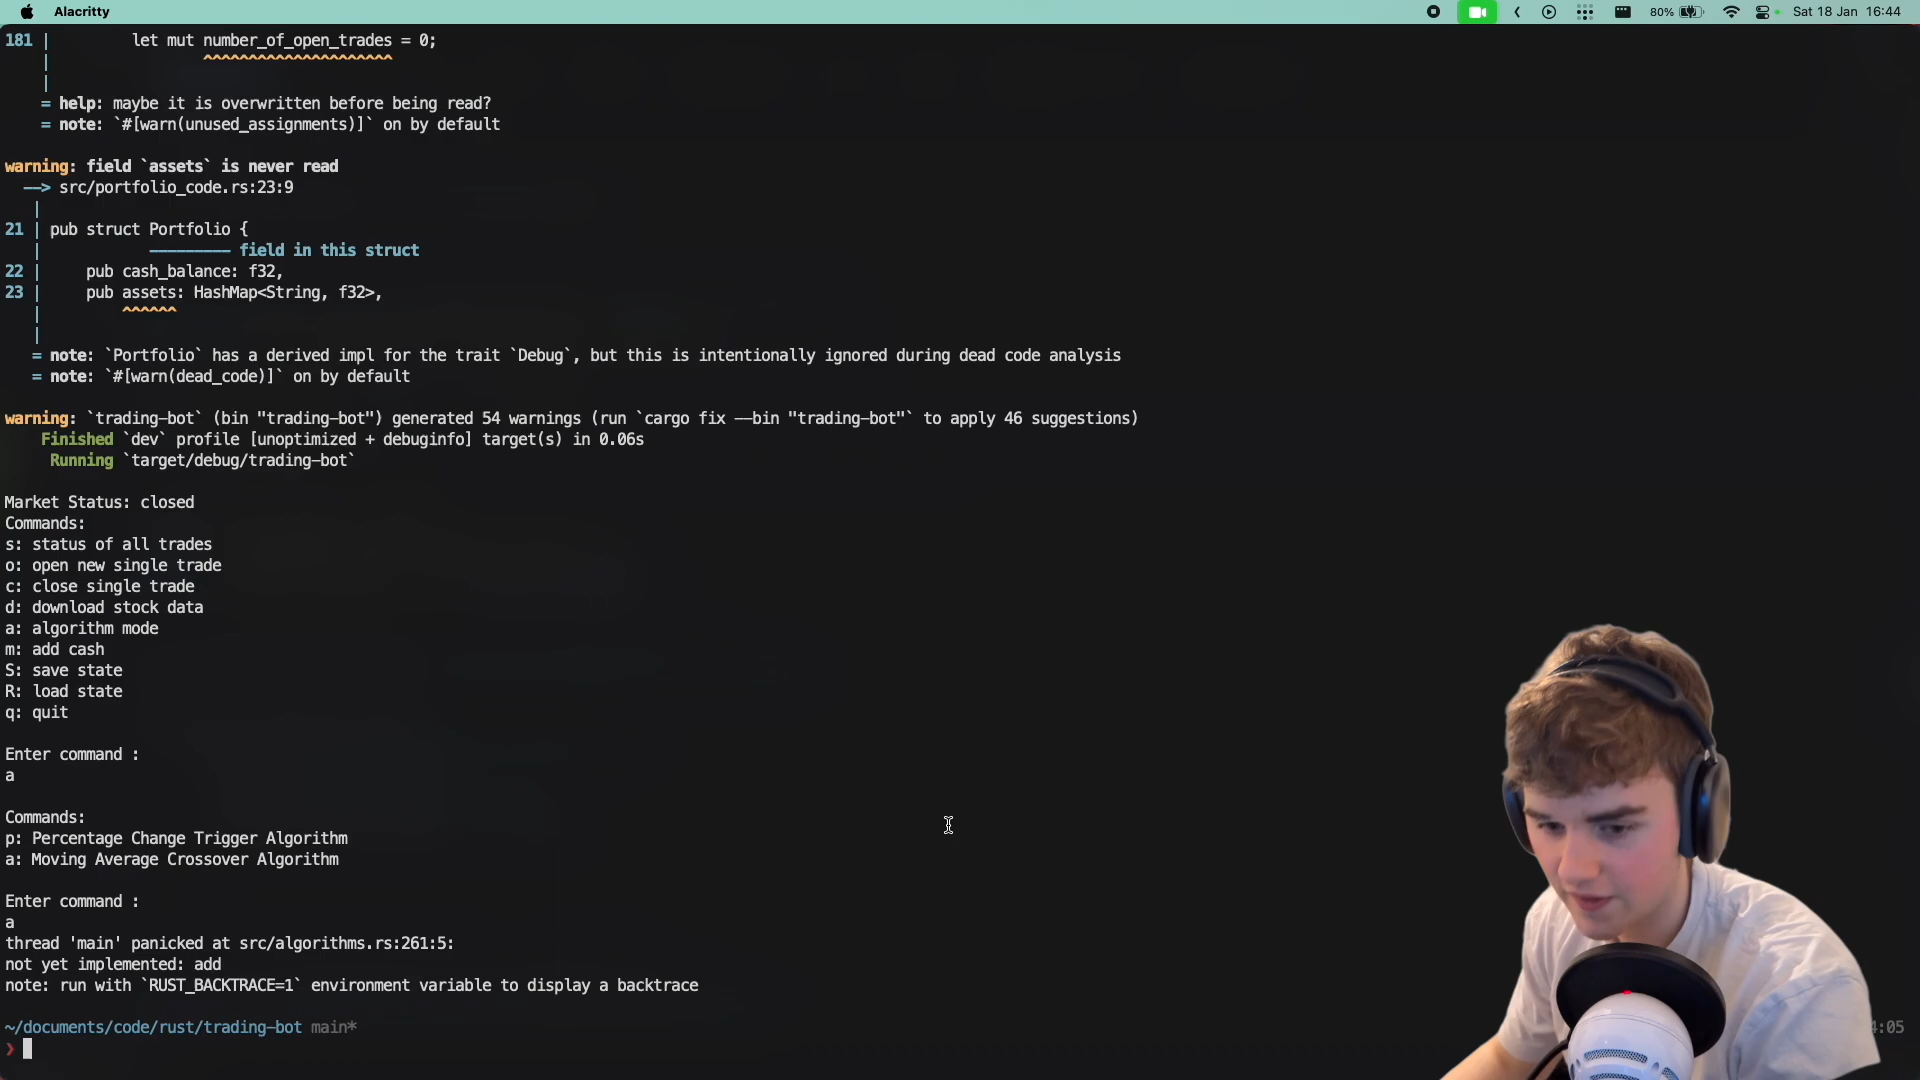 Alacritty
80%
Sat 18 Jan 16:44
181 | let mut number_of_open_trades = 0;
| ^^^^^^^^^^^^^^^^^^^^^
|
= help: maybe it is overwritten before being read?
= note: `#[warn(unused_assignments)]` on by default
warning: field `assets` is never read
--> src/portfolio_code.rs:23:9
|
21 | pub struct Portfolio {
| --------- field in this struct
22 | pub cash_balance: f32,
23 | pub assets: HashMap<String, f32>,
| ^^^^^^
|
= note: `Portfolio` has a derived impl for the trait `Debug`, but this is intentionally ignored during dead code analysis
= note: `#[warn(dead_code)]` on by default
warning: `trading-bot` (bin "trading-bot") generated 54 warnings (run `cargo fix --bin "trading-bot"` to apply 46 suggestions)
Finished `dev` profile [unoptimized + debuginfo] target(s) in 0.06s
Running `target/debug/trading-bot`
Market Status: closed
Commands:
s: status of all trades
o: open new single trade
c: close single trade
d: download stock data
a: algorithm mode
m: add cash
S: save state
R: load state
q: quit
Enter command :
a
Commands:
p: Percentage Change Trigger Algorithm
a: Moving Average Crossover Algorithm
Enter command :
a
thread 'main' panicked at src/algorithms.rs:261:5:
not yet implemented: add
note: run with `RUST_BACKTRACE=1` environment variable to display a backtrace
~/documents/code/rust/trading-bot main*
:05
❯